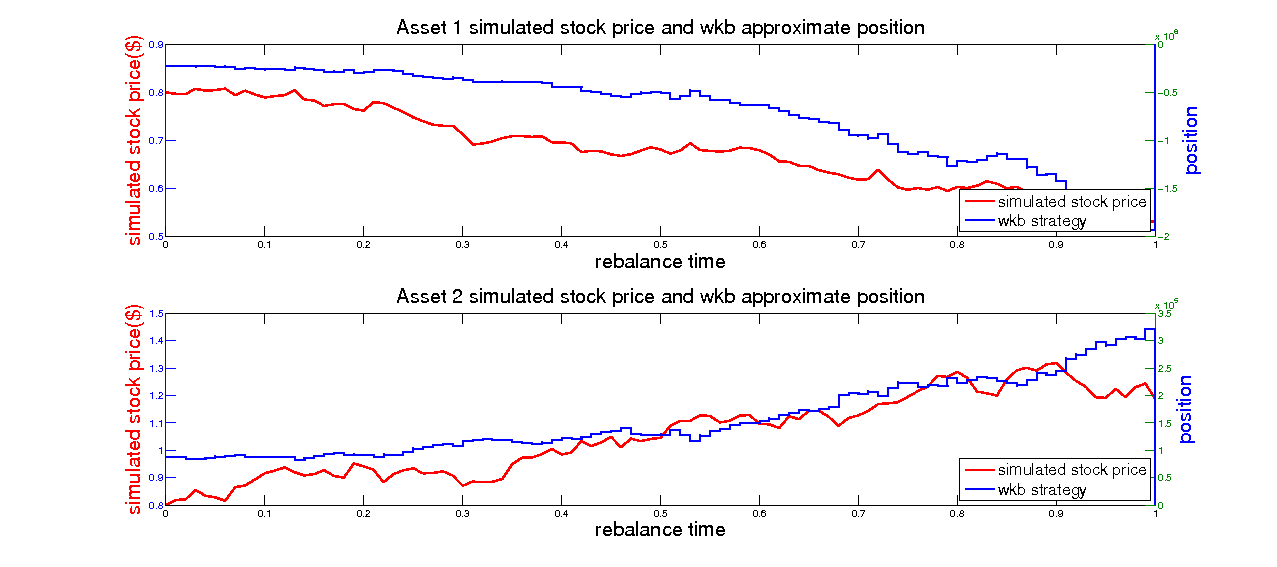 Asset 1 simulated stock price and wkb approximate position
simulated stock price($)
0.9
0.8
0.7
0.6
0.5
0 0.1 0.2 0.3 0.4 0.5 0.6 0.7 0.8 0.9 1
rebalance time
0
−0.5
−1
−1.5
−2
position
simulated stock price
wkb strategy
Asset 2 simulated stock price and wkb approximate position
simulated stock price($)
1.5
1.4
1.3
1.2
1.1
1
0.9
0.8
0 0.1 0.2 0.3 0.4 0.5 0.6 0.7 0.8 0.9 1
rebalance time
3.5
3
2.5
2
1.5
1
0.5
0
position
simulated stock price
wkb strategy